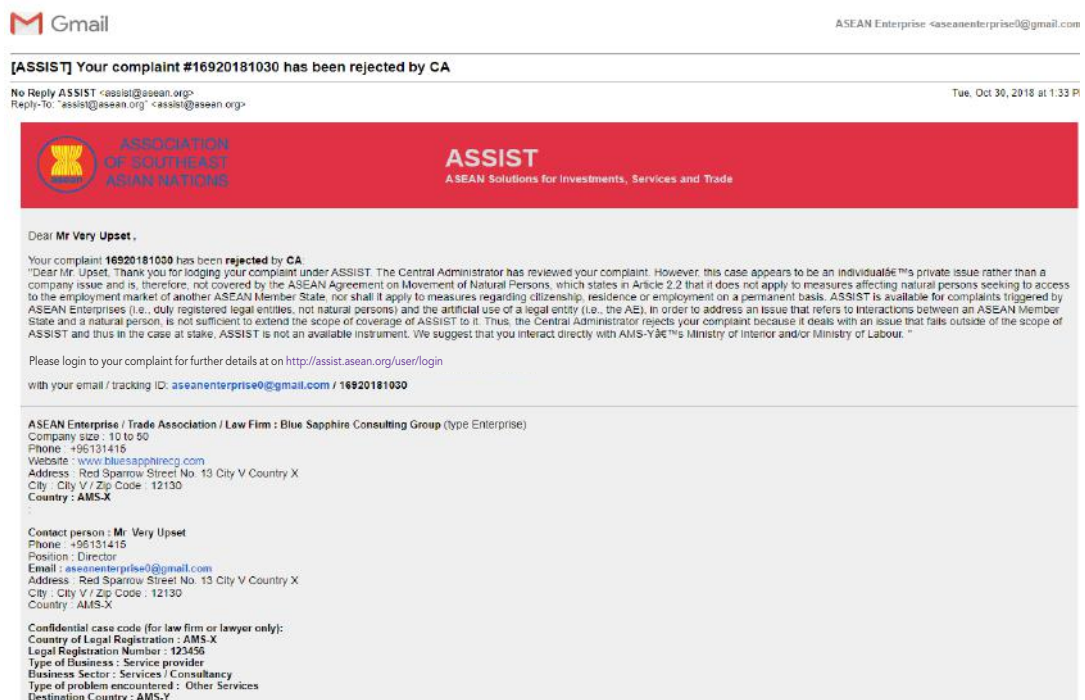 Gmail
ASEAN Enterprise <aseanenterprise0@gmail.com
[ASSIST] Your complaint #16920181030 has been rejected by CA
No Reply ASSIST <assist@asean.org>
Tue, Oct 30, 2018 at 1:33 P
Reply-To: "assist@asean.org" <assist@asean.org>
ASSOCIATION
OF SOUTHEAST
ASIAN NATIONS
asean
ASSIST
ASEAN Solutions for Investments, Services and Trade
Dear Mr Very Upset ,
Your complaint 16920181030 has been rejected by CA:
"Dear Mr. Upset, Thank you for lodging your complaint under ASSIST. The Central Administrator has reviewed your complaint. However, this case appears to be an individualâ€™s private issue rather than a
company issue and is, therefore, not covered by the ASEAN Agreement on Movement of Natural Persons, which states in Article 2.2 that it does not apply to measures affecting natural persons seeking to access
to the employment market of another ASEAN Member State, nor shall it apply to measures regarding citizenship, residence or employment on a permanent basis. ASSIST is available for complaints triggered by
ASEAN Enterprises (i.e., duly registered legal entities, not natural persons) and the artificial use of a legal entity (i.e., the AE), in order to address an issue that refers to interactions between an ASEAN Member
State and a natural person, is not sufficient to extend the scope of coverage of ASSIST to it. Thus, the Central Administrator rejects your complaint because it deals with an issue that falls outside of the scope of
ASSIST and thus in the case at stake, ASSIST is not an available instrument. We suggest that you interact directly with AMS-Yâ€™s Ministry of Interior and/or Ministry of Labour. "
Please login to your complaint for further details at on http://assist.asean.org/user/login
with your email / tracking ID: aseanenterprise0@gmail.com / 16920181030
ASEAN Enterprise / Trade Association / Law Firm : Blue Sapphire Consulting Group (type Enterprise)
Company size : 10 to 50
Phone : +96131415
Website : www.bluesapphirecg.com
Address : Red Sparrow Street No. 13 City V Country X
City : City V / Zip Code : 12130
Country : AMS-X
:
Contact person : Mr Very Upset
Phone : +96131415
Position : Director
Email : aseanenterprise0@gmail.com
Address : Red Sparrow Street No. 13 City V Country X
City : City V / Zip Code : 12130
Country : AMS-X
Confidential case code (for law firm or lawyer only):
Country of Legal Registration : AMS-X
Legal Registration Number : 123456
Type of Business : Service provider
Business Sector : Services / Consultancy
Type of problem encountered : Other Services
Destination Country : AMS-Y